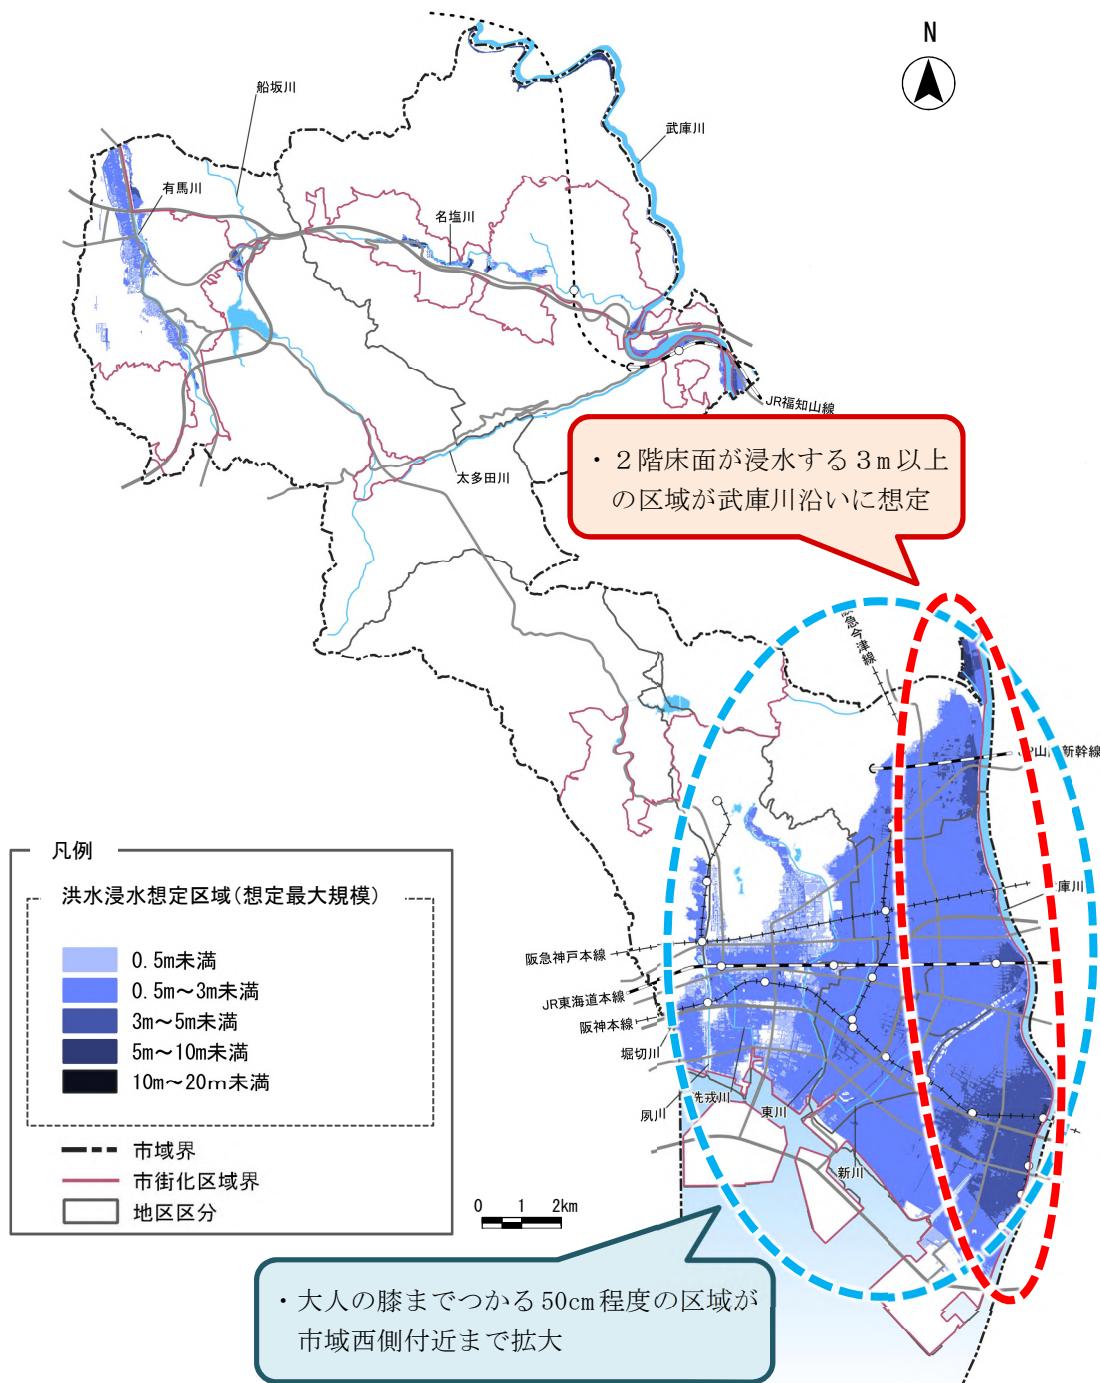 N
船坂川
武庫川
有馬川
名塩川
JR福知山線
太多田川
・２階床面が浸水する３m以上
の区域が武庫川沿いに想定
急今津線
新幹線
庫川
凡例
洪水浸水想定区域(想定最大規模)
0.5m未満
0.5m～3m未満
3m～5m未満
5m～10m未満
10m～20m未満
市域界
市街化区域界
地区区分
阪急神戸本線
JR東海道本線
阪神本線
堀切川
夙川
洗戎川
東川
新川
0 1 2km
・大人の膝までつかる50cm程度の区域が
市域西側付近まで拡大